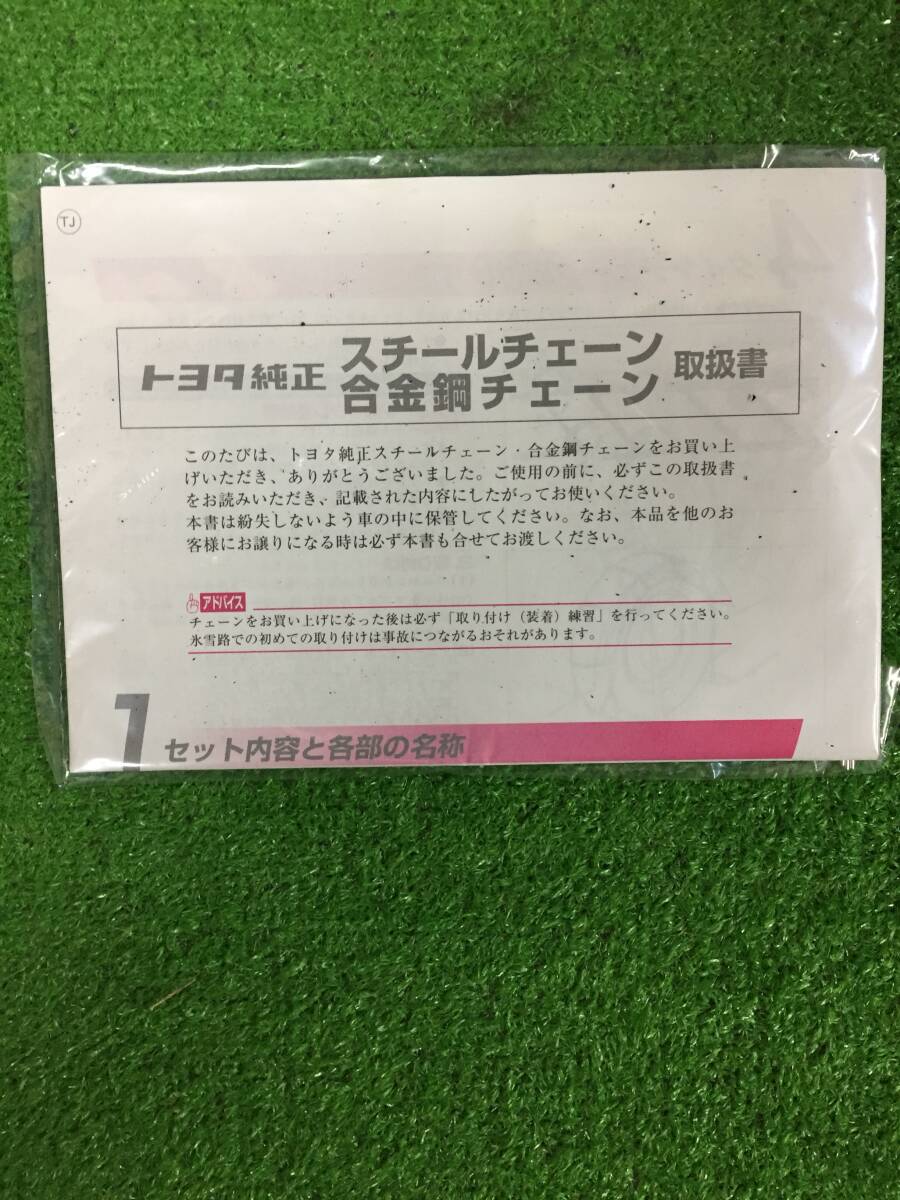 TJ
トヨタ純正 スチールチェーン 取扱書
合金鋼チェーン
このたびは、トヨタ純正スチールチェーン・合金鋼チェーンをお買い上
げいただき、ありがとうございました。ご使用の前に、必ずこの取扱書
をお読みいただき、記載された内容にしたがってお使いください。
本書は紛失しないよう車の中に保管してください。なお、本品を他のお
客様にお譲りになる時は必ず本書も合せてお渡しください。
アドバイス
チェーンをお買い上げになった後は必ず「取り付け(装着)練習」を行ってください。
氷雪路での初めての取り付けは事故につながるおそれがあります。
1 セット内容と各部の名称